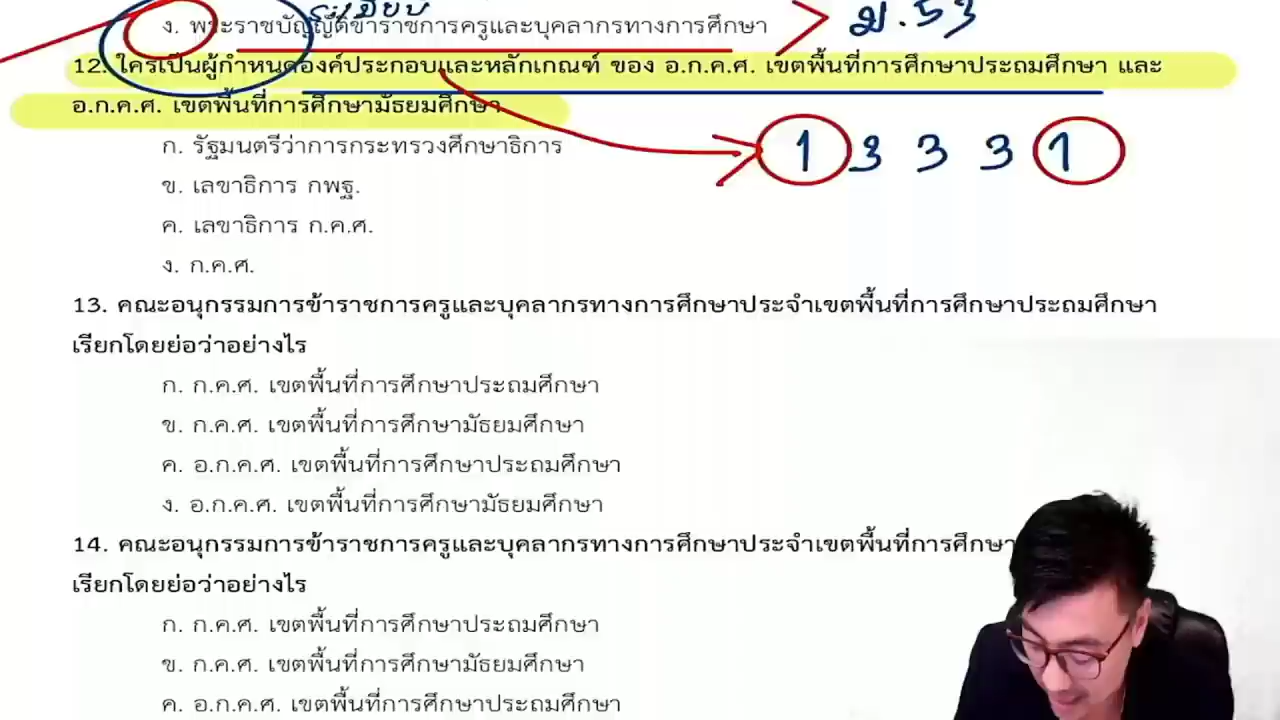 ระเบียบ
ง. พระราชบัญญัติข้าราชการครูและบุคลากรทางการศึกษา ม.53
12. ใครเป็นผู้กำหนดองค์ประกอบและหลักเกณฑ์ ของ อ.ก.ค.ศ. เขตพื้นที่การศึกษาประถมศึกษา และ
อ.ก.ค.ศ. เขตพื้นที่การศึกษามัธยมศึกษา
ก. รัฐมนตรีว่าการกระทรวงศึกษาธิการ
1 3 3 3 1
ข. เลขาธิการ กพฐ.
ค. เลขาธิการ ก.ค.ศ.
ง. ก.ค.ศ.
13. คณะอนุกรรมการข้าราชการครูและบุคลากรทางการศึกษาประจำเขตพื้นที่การศึกษาประถมศึกษา
เรียกโดยย่อว่าอย่างไร
ก. ก.ค.ศ. เขตพื้นที่การศึกษาประถมศึกษา
ข. ก.ค.ศ. เขตพื้นที่การศึกษามัธยมศึกษา
ค. อ.ก.ค.ศ. เขตพื้นที่การศึกษาประถมศึกษา
ง. อ.ก.ค.ศ. เขตพื้นที่การศึกษามัธยมศึกษา
14. คณะอนุกรรมการข้าราชการครูและบุคลากรทางการศึกษาประจำเขตพื้นที่การศึกษา
เรียกโดยย่อว่าอย่างไร
ก. ก.ค.ศ. เขตพื้นที่การศึกษาประถมศึกษา
ข. ก.ค.ศ. เขตพื้นที่การศึกษามัธยมศึกษา
ค. อ.ก.ค.ศ. เขตพื้นที่การศึกษาประถมศึกษา